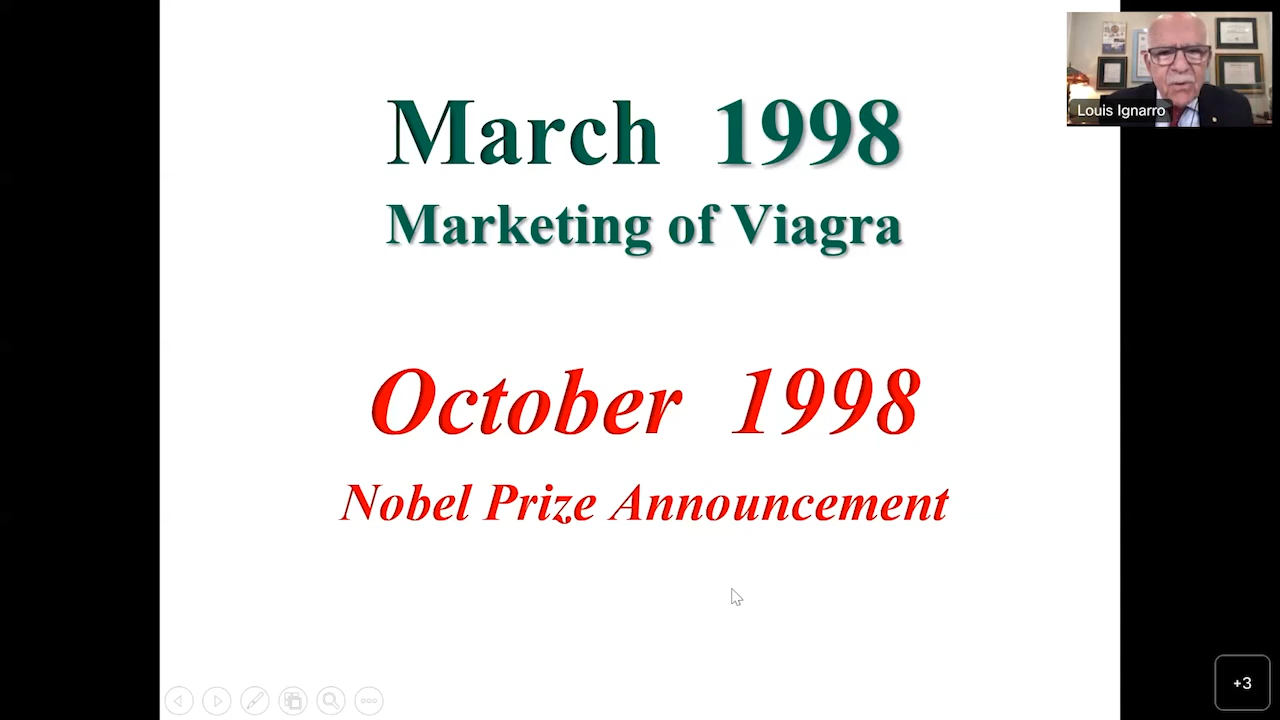 March 1998
Marketing of Viagra
October 1998
Nobel Prize Announcement
Louis Ignarro
+3